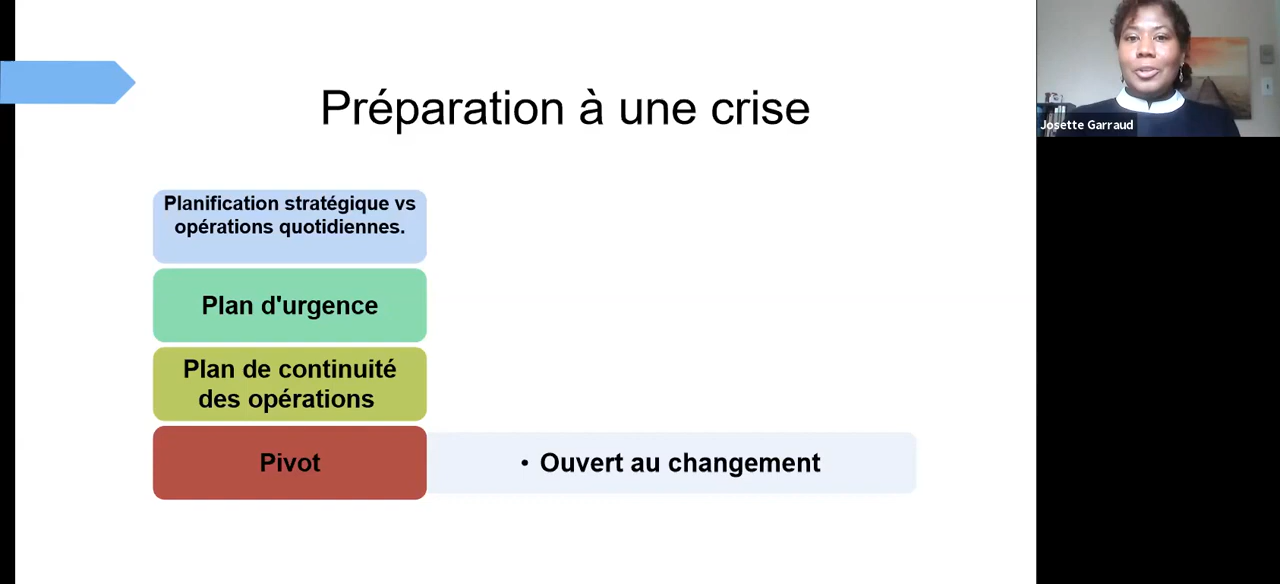 Préparation à une crise
Planification stratégique vs
opérations quotidiennes.
Plan d'urgence
Plan de continuité
des opérations
Pivot
• Ouvert au changement
Josette Garraud